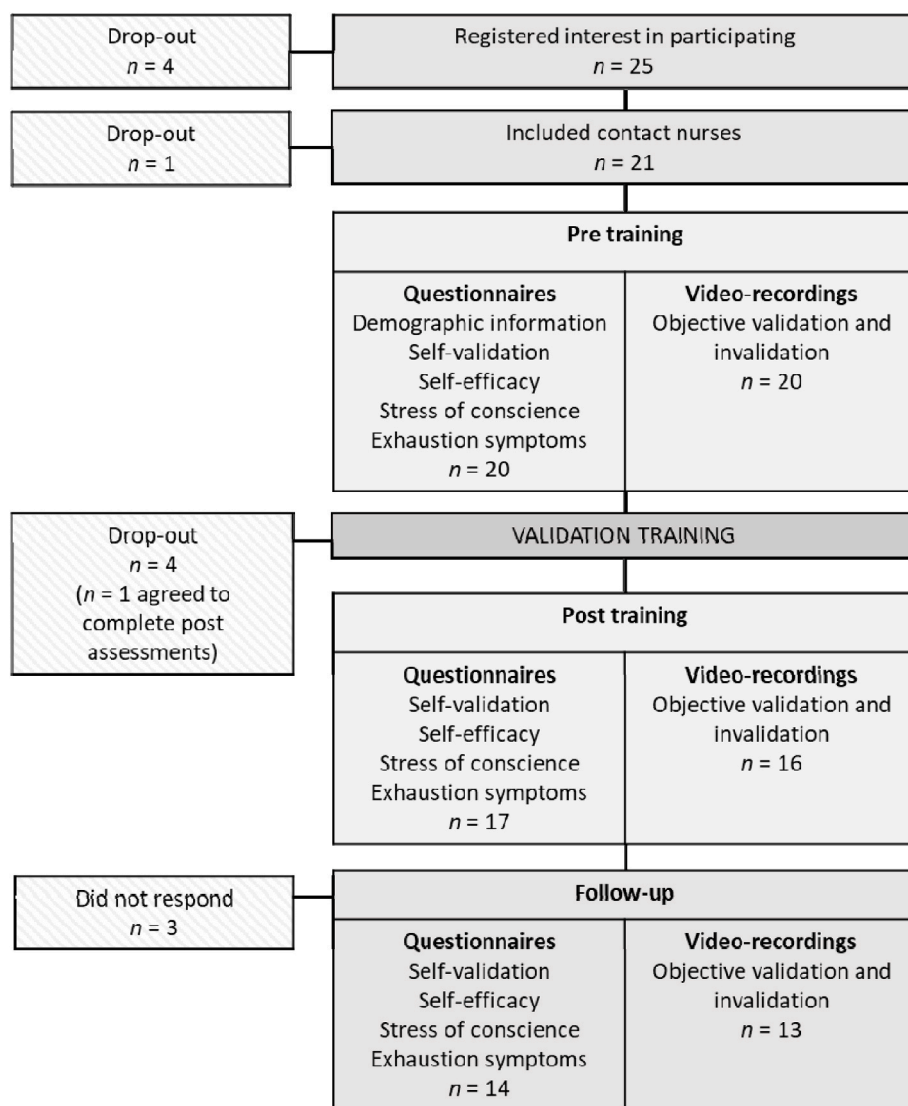 Drop-out
n = 4
Registered interest in participating
n = 25
Drop-out
n = 1
Included contact nurses
n = 21
Pre training
Questionnaires
Demographic information
Self-validation
Self-efficacy
Stress of conscience
Exhaustion symptoms
n = 20
Video-recordings
Objective validation and
invalidation
n = 20
Drop-out
n = 4
(n = 1 agreed to
complete post
assessments)
VALIDATION TRAINING
Post training
Questionnaires
Self-validation
Self-efficacy
Stress of conscience
Exhaustion symptoms
n = 17
Video-recordings
Objective validation and
invalidation
n = 16
Did not respond
n = 3
Follow-up
Questionnaires
Self-validation
Self-efficacy
Stress of conscience
Exhaustion symptoms
n = 14
Video-recordings
Objective validation and
invalidation
n = 13